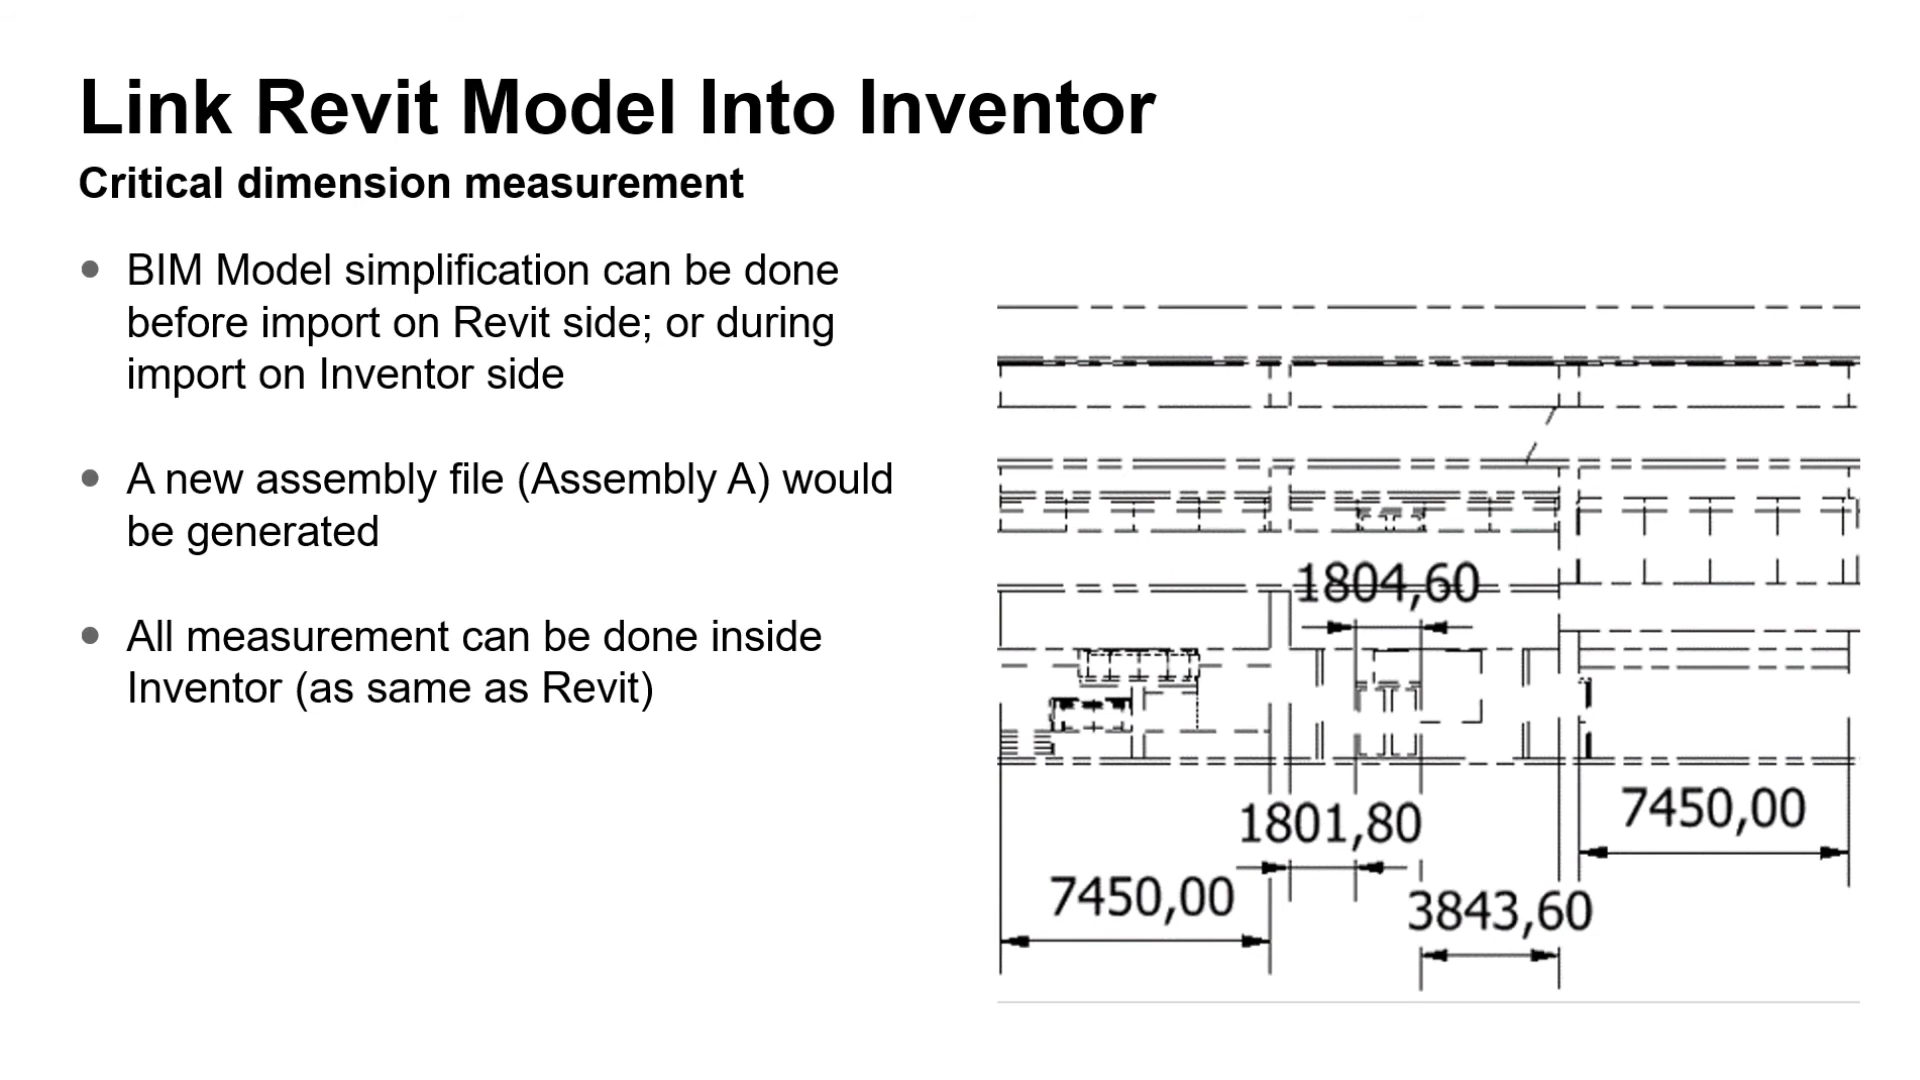 Link Revit Model Into Inventor
Critical dimension measurement
BIM Model simplification can be done
before import on Revit side; or during
import on Inventor side
A new assembly file (Assembly A) would
be generated
All measurement can be done inside
Inventor (as same as Revit)
1804,60
7450,00
1801,80
7450,00
3843,60